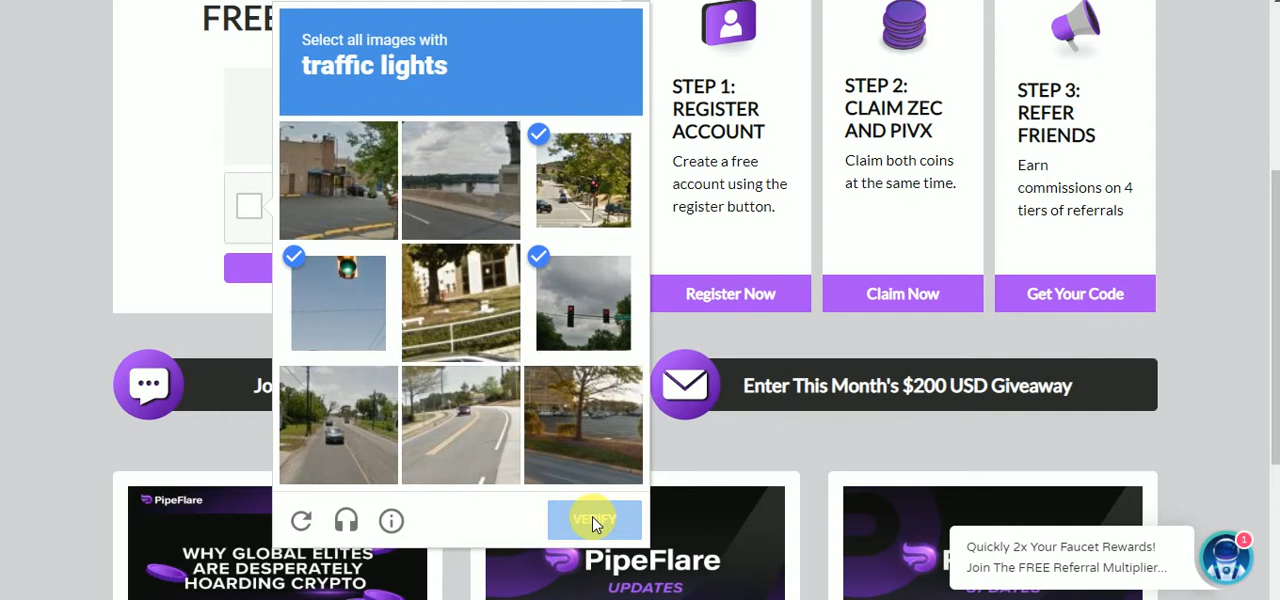 FREE
Select all images with
traffic lights
VERIFY
STEP 1:
REGISTER
ACCOUNT
Create a free
account using the
register button.
Register Now
STEP 2:
CLAIM ZEC
AND PIVX
Claim both coins
at the same time.
Claim Now
STEP 3:
REFER
FRIENDS
Earn
commissions on 4
tiers of referrals
Get Your Code
Jo
Enter This Month's $200 USD Giveaway
PipeFlare
WHY GLOBAL ELITES
ARE DESPERATELY
HOARDING CRYPTO
PipeFlare
UPDATES
Quickly 2x Your Faucet Rewards!
Join The FREE Referral Multiplier...
1